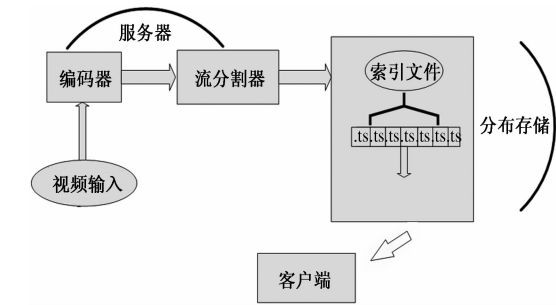 服务器
编码器
流分割器
索引文件
.ts.ts.ts.ts.ts.ts.ts
分布存储
视频输入
客户端